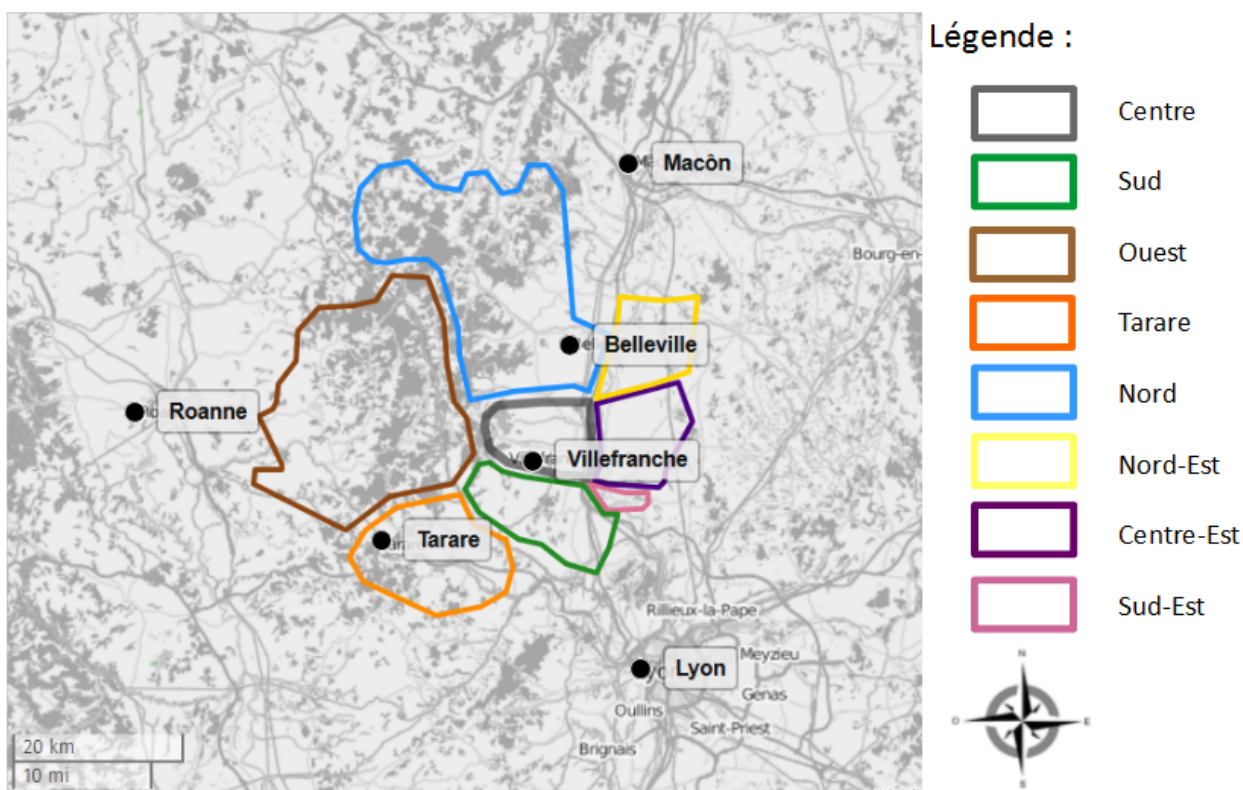 Légende :
Centre
Sud
Ouest
Tarare
Nord
Nord-Est
Centre-Est
Sud-Est
N
O
E
S
Macôn
Bourg-en-
Belleville
Roanne
Villefranche
Tarare
Rillieux-la-Pape
Lyon
Meyzieu
Genas
Oullins
Saint-Priest
Brignais
20 km
10 mi